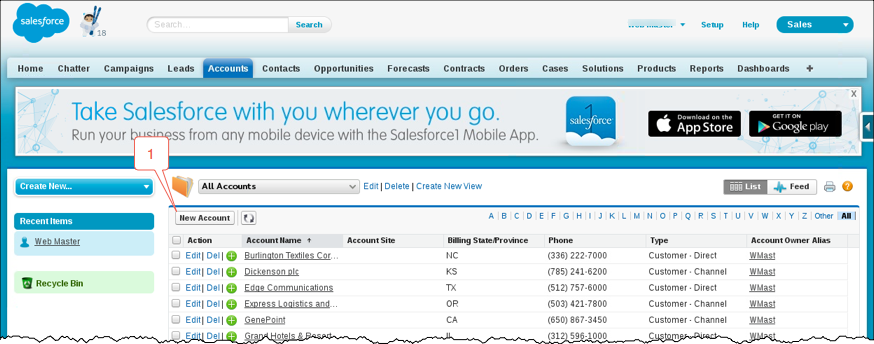 salesforce
18
Search...
Search
Setup
Help
Sales
Home Chatter Campaigns Leads Accounts Contacts Opportunities Forecasts Contracts Orders Cases Solutions Products Reports Dashboards +
X
Take Salesforce with you wherever you go.
Run your business from any mobile device with the Salesforce1 Mobile App.
1
salesforce
Download on the
App Store
GET IT ON
Google play
1
Create New...
All Accounts
Edit | Delete | Create New View
List
Feed
?
New Account
A | B | C | D | E | F | G | H | I | J | K | L | M | N | O | P | Q | R | S | T | U | V | W | X | Y | Z | Other | All
Recent Items
Web Master
Recycle Bin
Action Account Name ↑ Account Site Billing State/Province Phone Type Account Owner Alias
Edit | Del | Burlington Textiles Cor... NC (336) 222-7000 Customer - Direct WMast
Edit | Del | Dickenson plc KS (785) 241-6200 Customer - Channel WMast
Edit | Del | Edge Communications TX (512) 757-6000 Customer - Direct WMast
Edit | Del | Express Logistics and... OR (503) 421-7800 Customer - Channel WMast
Edit | Del | GenePoint CA (650) 867-3450 Customer - Channel WMast
Edit | Del | Grand Hotels & Resort... IL (312) 596-1000 Customer - Direct WMast